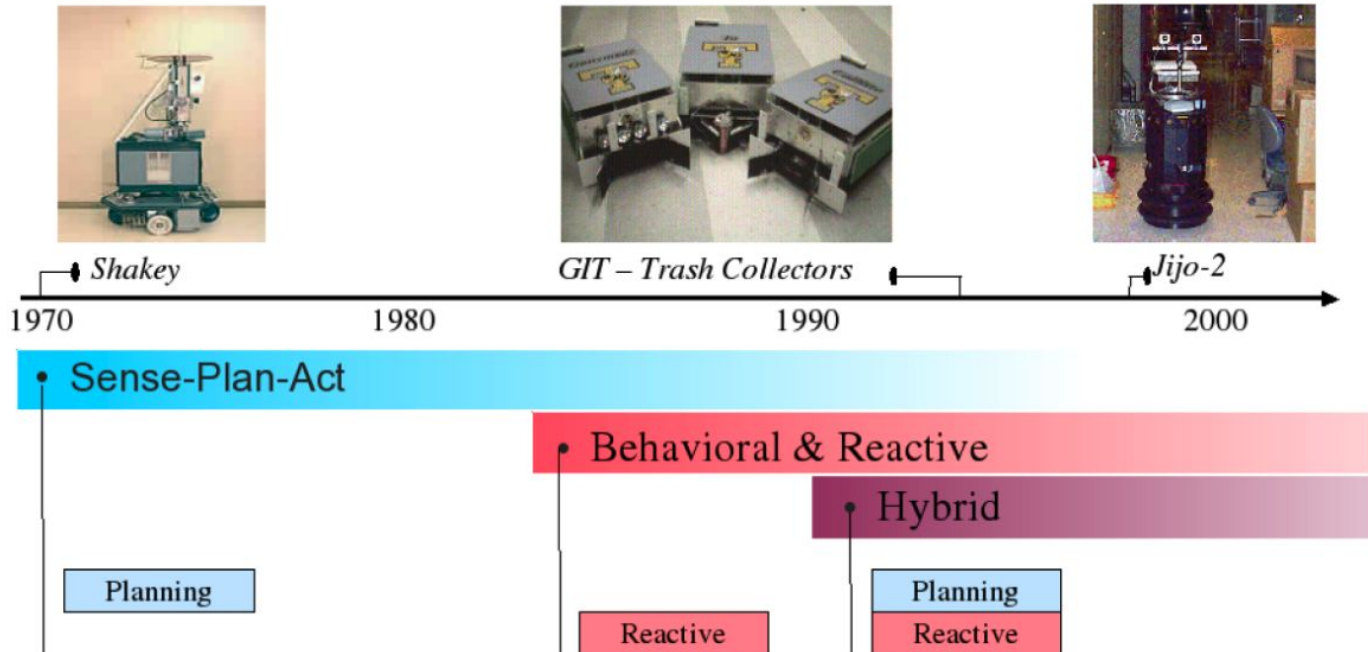 Shakey
GIT – Trash Collectors
Jijo-2
1970
1980
1990
2000
Sense-Plan-Act
Behavioral & Reactive
Hybrid
Planning
Planning
Reactive
Reactive